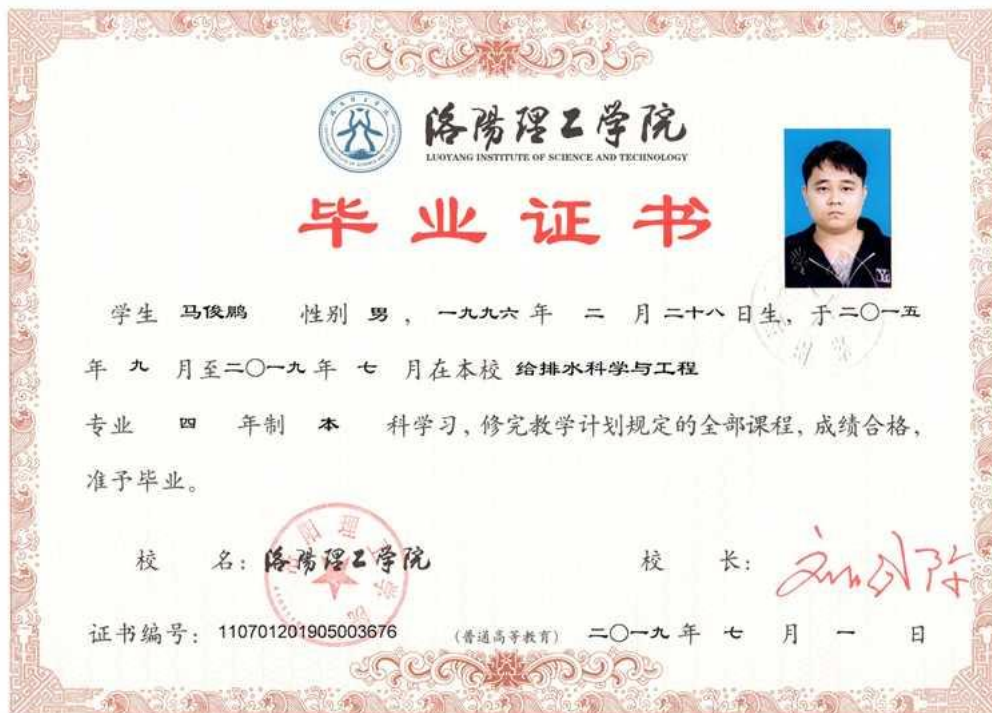 洛陽理工学院
LUOYANG INSTITUTE OF SCIENCE AND TECHNOLOGY
毕业证书
学生 马俊鹏 性别 男 ，一九九六 年 二 月 二十八 日生，于 二〇一五
年 九 月至 二〇一九 年 七 月在本校 给排水科学与工程
专业 四 年制 本 科学习，修完教学计划规定的全部课程，成绩合格，
准予毕业。
校 名：洛陽理工学院 校 长：
证书编号：110701201905003676 （普通高等教育） 二〇一九 年 七 月 一 日